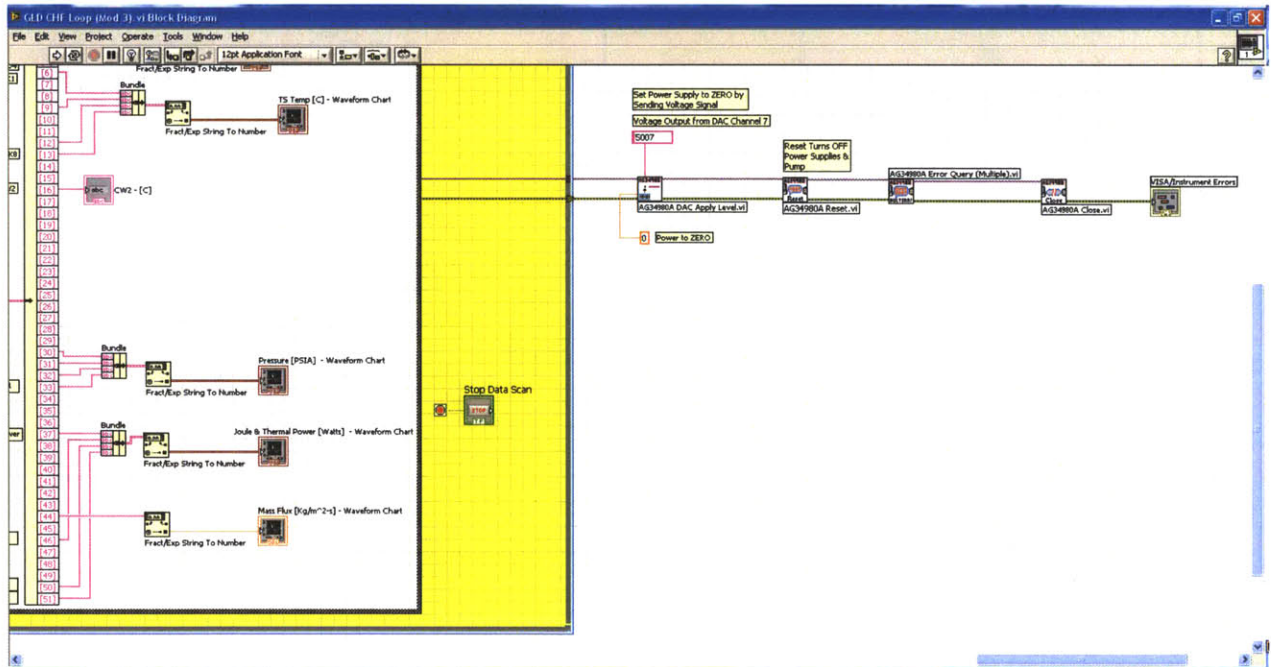 GLD CHF Loop (Mod 3).vi Block Diagram
File Edit View Project Operate Tools Window Help
12pt Application Font
Fract/Exp String To Number
[6]
[7]
[8]
[9]
[10]
[11]
[12]
[13]
[14]
[15]
[16]
[17]
[18]
[19]
[20]
[21]
[22]
[23]
[24]
[25]
[26]
[27]
[28]
[29]
[30]
[31]
[32]
[33]
[34]
[35]
[36]
[37]
[38]
[39]
[40]
[41]
[42]
[43]
[44]
[45]
[46]
[47]
[48]
[49]
[50]
[51]
Bundle
TS Temp [C] - Waveform Chart
Fract/Exp String To Number
abc
CW2 - [C]
Bundle
Pressure [PSIA] - Waveform Chart
Fract/Exp String To Number
Bundle
Joule & Thermal Power [Watts] - Waveform Chart
Fract/Exp String To Number
Mass Flux [Kg/m^2-s] - Waveform Chart
Fract/Exp String To Number
Stop Data Scan
STOP
TF
Set Power Supply to ZERO by
Sending Voltage Signal
Voltage Output from DAC Channel 7
5007
AG34980A DAC Apply Level.vi
0
Power to ZERO
Reset Turns OFF
Power Supplies &
Pump
Reset
AG34980A Reset.vi
AG34980A Error Query (Multiple).vi
Close
AG34980A Close.vi
VISA/Instrument Errors